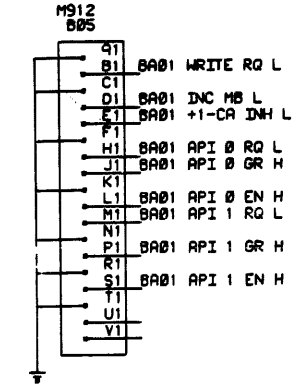 M912
B05
A1
B1 BA01 WRITE RQ L
C1
D1 BA01 INC MB L
E1 BA01 +1-CA INH L
F1
H1 BA01 API 0 RQ L
J1 BA01 API 0 GR H
K1
L1 BA01 API 0 EN H
M1 BA01 API 1 RQ L
N1
P1 BA01 API 1 GR H
R1
S1 BA01 API 1 EN H
T1
U1
V1